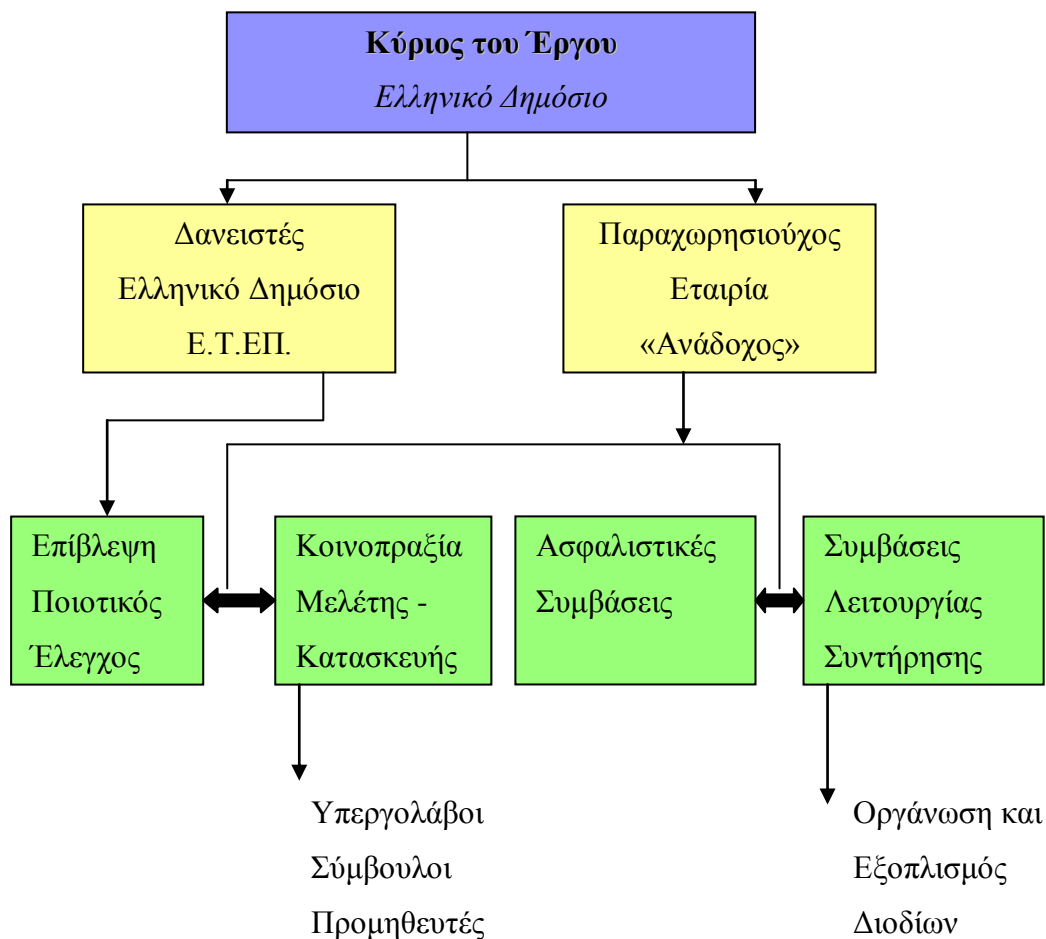 Κύριος του Έργου
Ελληνικό Δημόσιο
Δανειστές
Ελληνικό Δημόσιο
Ε.Τ.ΕΠ.
Παραχωρησιούχος
Εταιρία
«Ανάδοχος»
Επίβλεψη
Ποιοτικός
Έλεγχος
Κοινοπραξία
Μελέτης -
Κατασκευής
Ασφαλιστικές
Συμβάσεις
Συμβάσεις
Λειτουργίας
Συντήρησης
Υπεργολάβοι
Σύμβουλοι
Προμηθευτές
Οργάνωση και
Εξοπλισμός
Διοδίων